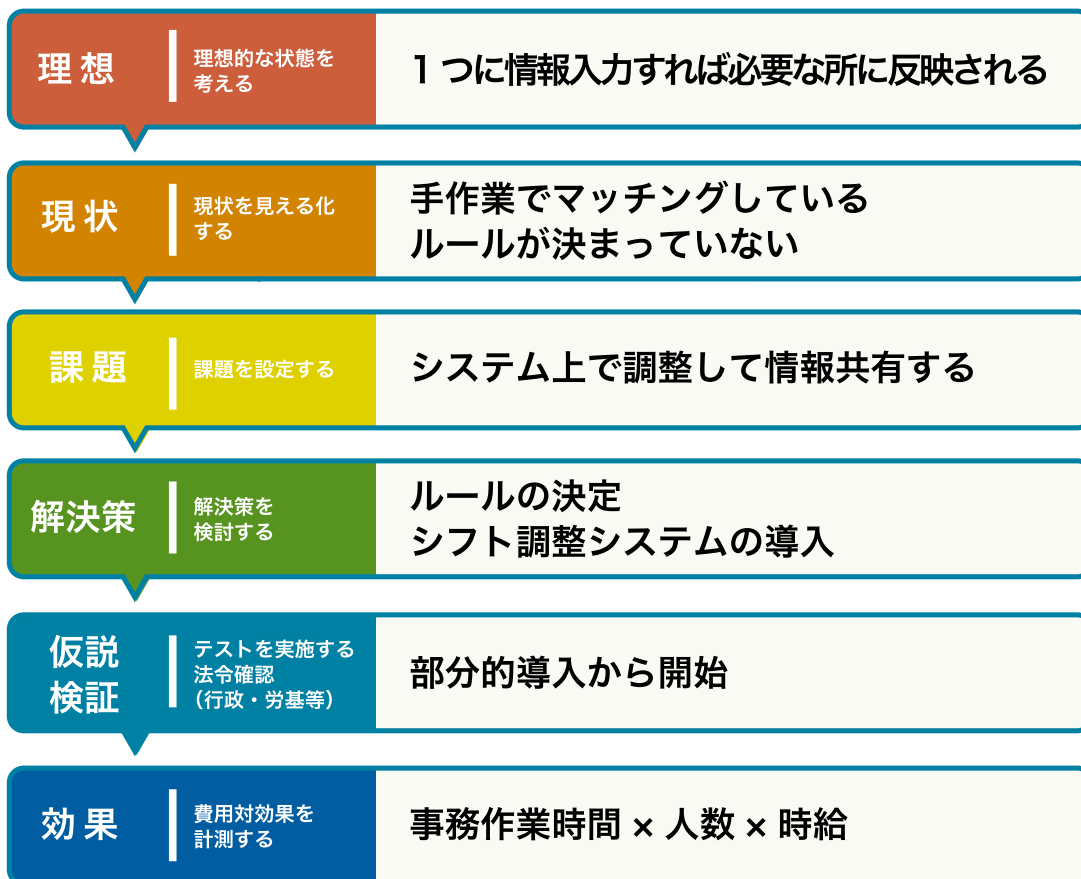 理想
理想的な状態を
考える
1つに情報入力すれば必要な所に反映される
現状
現状を見える化
する
手作業でマッチングしている
ルールが決まっていない
課題
課題を設定する
システム上で調整して情報共有する
解決策
解決策を
検討する
ルールの決定
シフト調整システムの導入
仮説
検証
テストを実施する
法令確認
（行政・労基等）
部分的導入から開始
効果
費用対効果を
計測する
事務作業時間 × 人数 × 時給